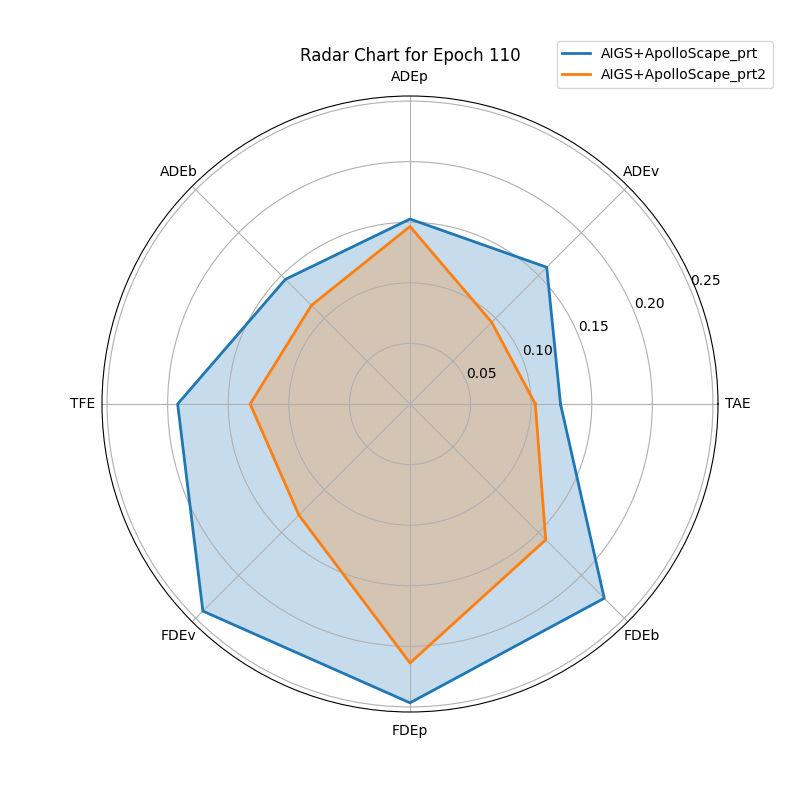 Radar Chart for Epoch 110
AIGS+ApolloScape_prt
AIGS+ApolloScape_prt2
ADEp
ADEb
ADEv
0.25
0.20
0.15
0.10
0.05
TFE
TAE
FDEv
FDEb
FDEp